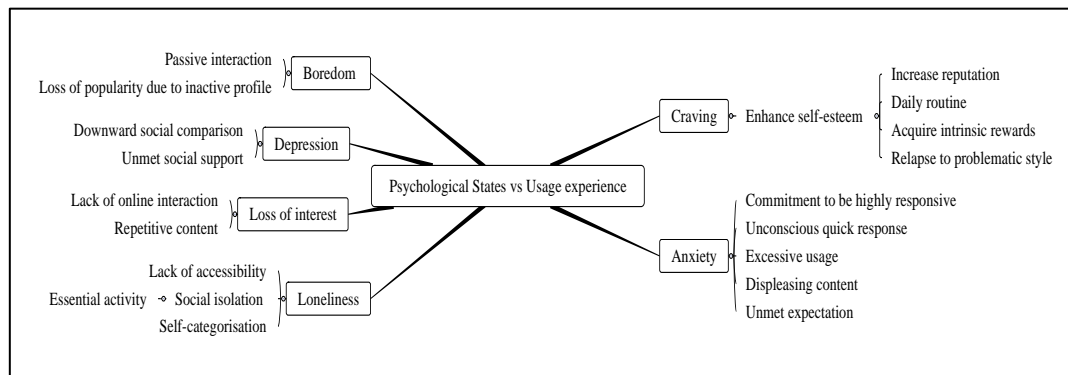 Psychological States vs Usage experience
Boredom
Passive interaction
Loss of popularity due to inactive profile
Depression
Downward social comparison
Unmet social support
Loss of interest
Lack of online interaction
Repetitive content
Loneliness
Lack of accessibility
Social isolation
Essential activity
Self-categorisation
Craving
Enhance self-esteem
Increase reputation
Daily routine
Acquire intrinsic rewards
Relapse to problematic style
Anxiety
Commitment to be highly responsive
Unconscious quick response
Excessive usage
Displeasing content
Unmet expectation